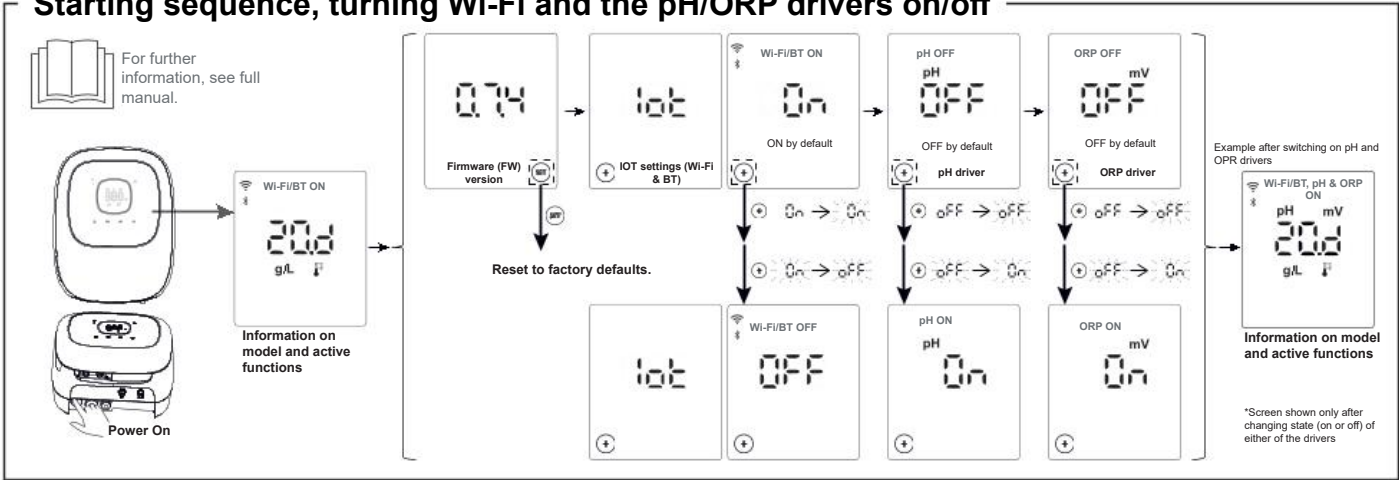 Starting sequence, turning Wi-Fi and the pH/ORP drivers on/off
For further
information, see full
manual.
Wi-Fi/BT ON
20.d
g/L
Information on
model and active
functions
Power On
0.7.4
Firmware (FW)
version
SET
SET
Reset to factory defaults.
Iot
+ IOT settings (Wi-Fi
& BT)
Wi-Fi/BT ON
On
ON by default
+
+ On → On
+ On → oFF
pH OFF
pH
OFF
OFF by default
+ pH driver
+ oFF → oFF
+ oFF → On
ORP OFF
mV
OFF
OFF by default
+ ORP driver
+ oFF → oFF
+ oFF → On
Iot
+
Wi-Fi/BT OFF
OFF
pH ON
pH
On
+
ORP ON
mV
On
+
Example after switching on pH and
OPR drivers
Wi-Fi/BT, pH & ORP
ON
pH mV
20.d
g/L
Information on model
and active functions
*Screen shown only after
changing state (on or off) of
either of the drivers